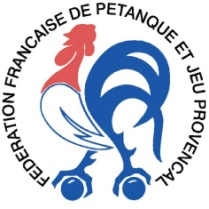 FEDERATION FRANCAISE DE PETANQUE ET JEU PROVENCAL